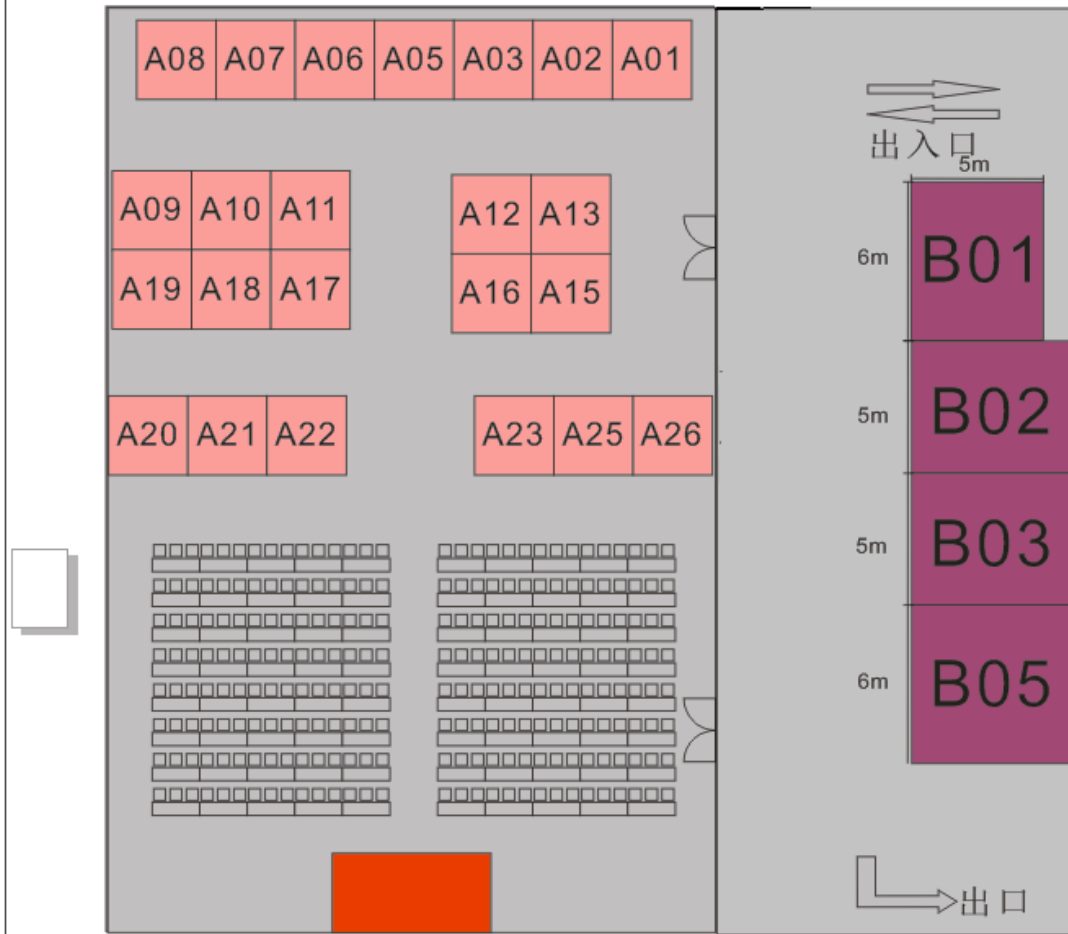 A08 A07 A06 A05 A03 A02 A01
出入口
5m
A09 A10 A11
A19 A18 A17
A12 A13
A16 A15
A20 A21 A22
A23 A25 A26
6m
B01
5m
B02
5m
B03
6m
B05
出口